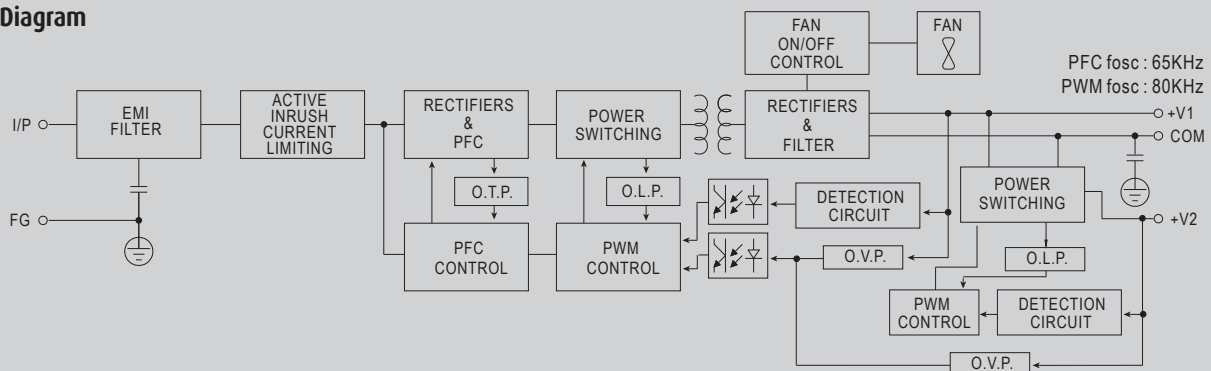 Diagram
FAN
ON/OFF
CONTROL
FAN
PFC fosc : 65KHz
PWM fosc : 80KHz
I/P
EMI
FILTER
ACTIVE
INRUSH
CURRENT
LIMITING
RECTIFIERS
&
PFC
POWER
SWITCHING
RECTIFIERS
&
FILTER
+V1
COM
O.T.P.
O.L.P.
DETECTION
CIRCUIT
POWER
SWITCHING
FG
+V2
PFC
CONTROL
PWM
CONTROL
O.V.P.
O.L.P.
PWM
CONTROL
DETECTION
CIRCUIT
O.V.P.